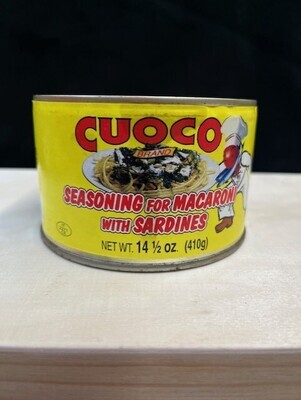 CUOCO
BRAND
SEASONING FOR MACARONI
WITH SARDINES
NET WT. 14 ½ oz. (410g)